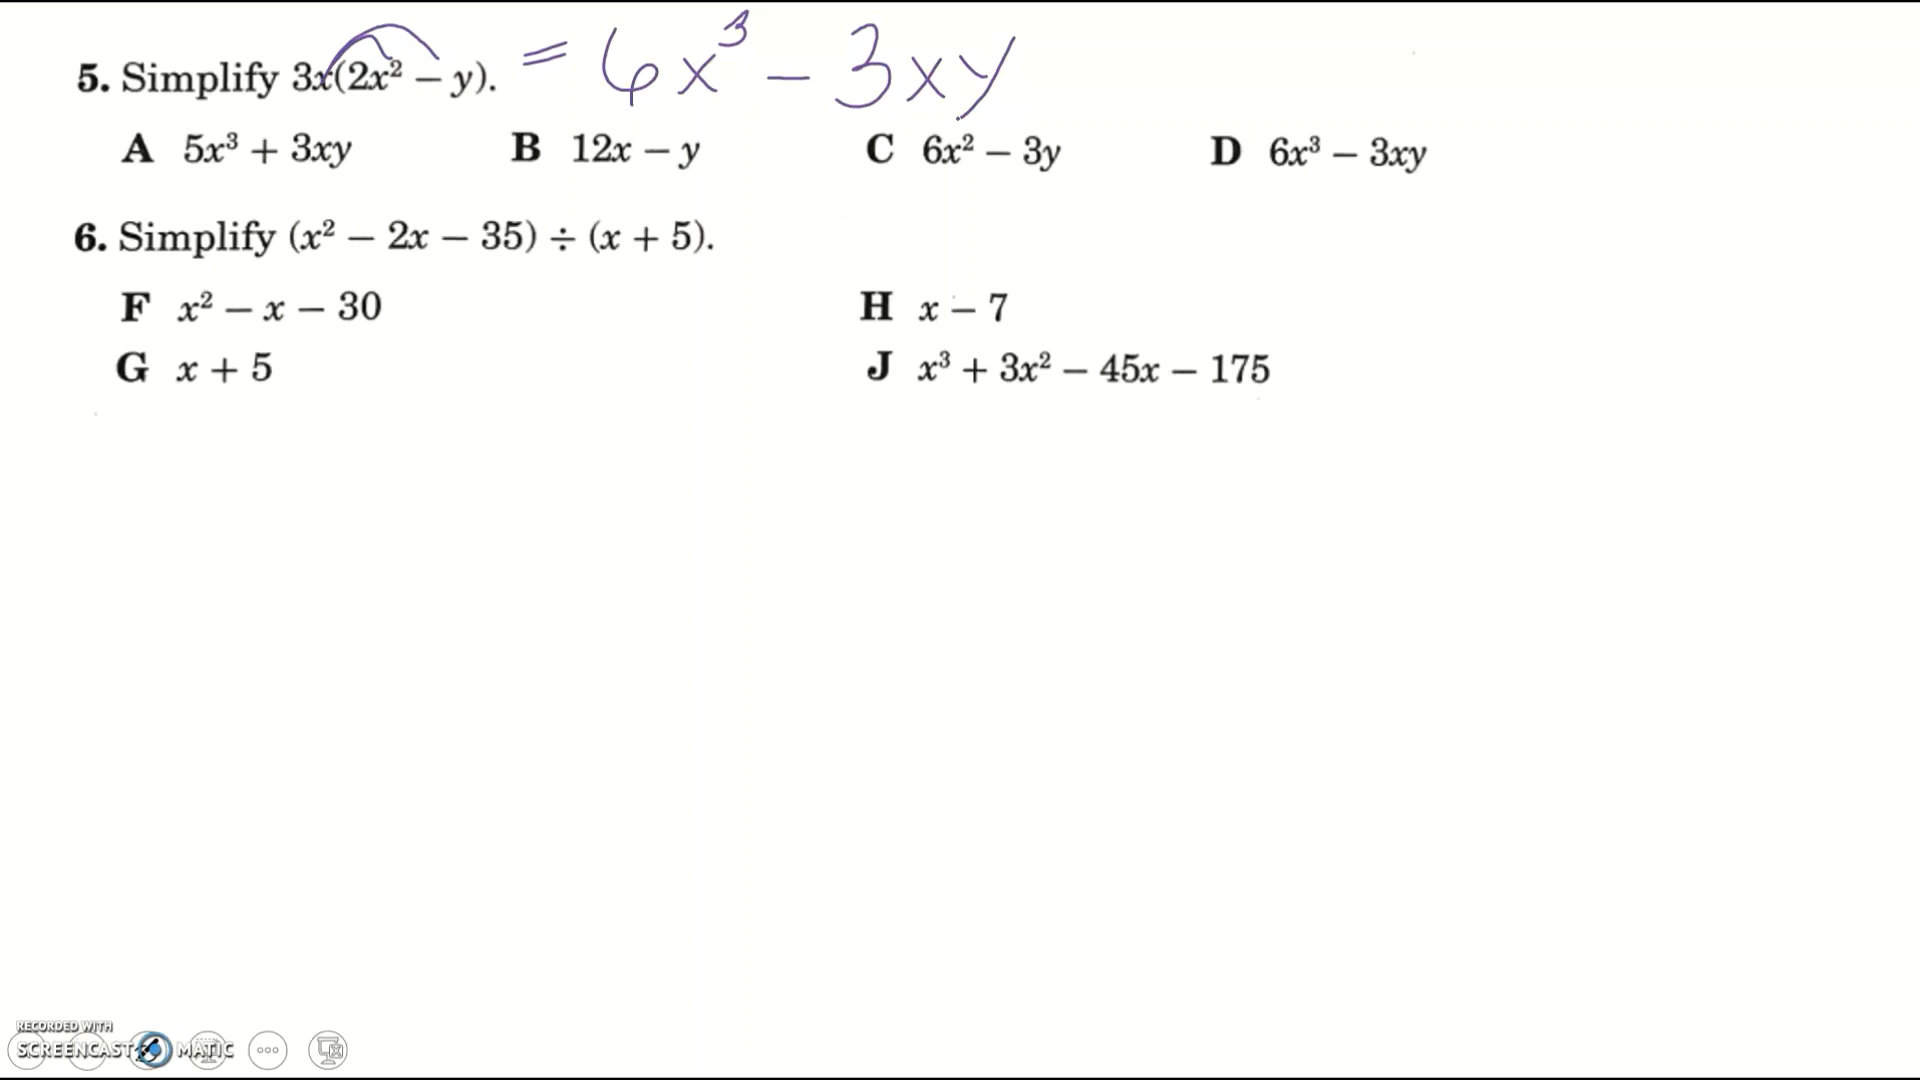 5. Simplify 3x(2x² − y). = 6x³ − 3xy
A 5x³ + 3xy B 12x − y C 6x² − 3y D 6x³ − 3xy
6. Simplify (x² − 2x − 35) ÷ (x + 5).
F x² − x − 30 H x − 7
G x + 5 J x³ + 3x² − 45x − 175
RECORDED WITH
SCREENCAST MATIC